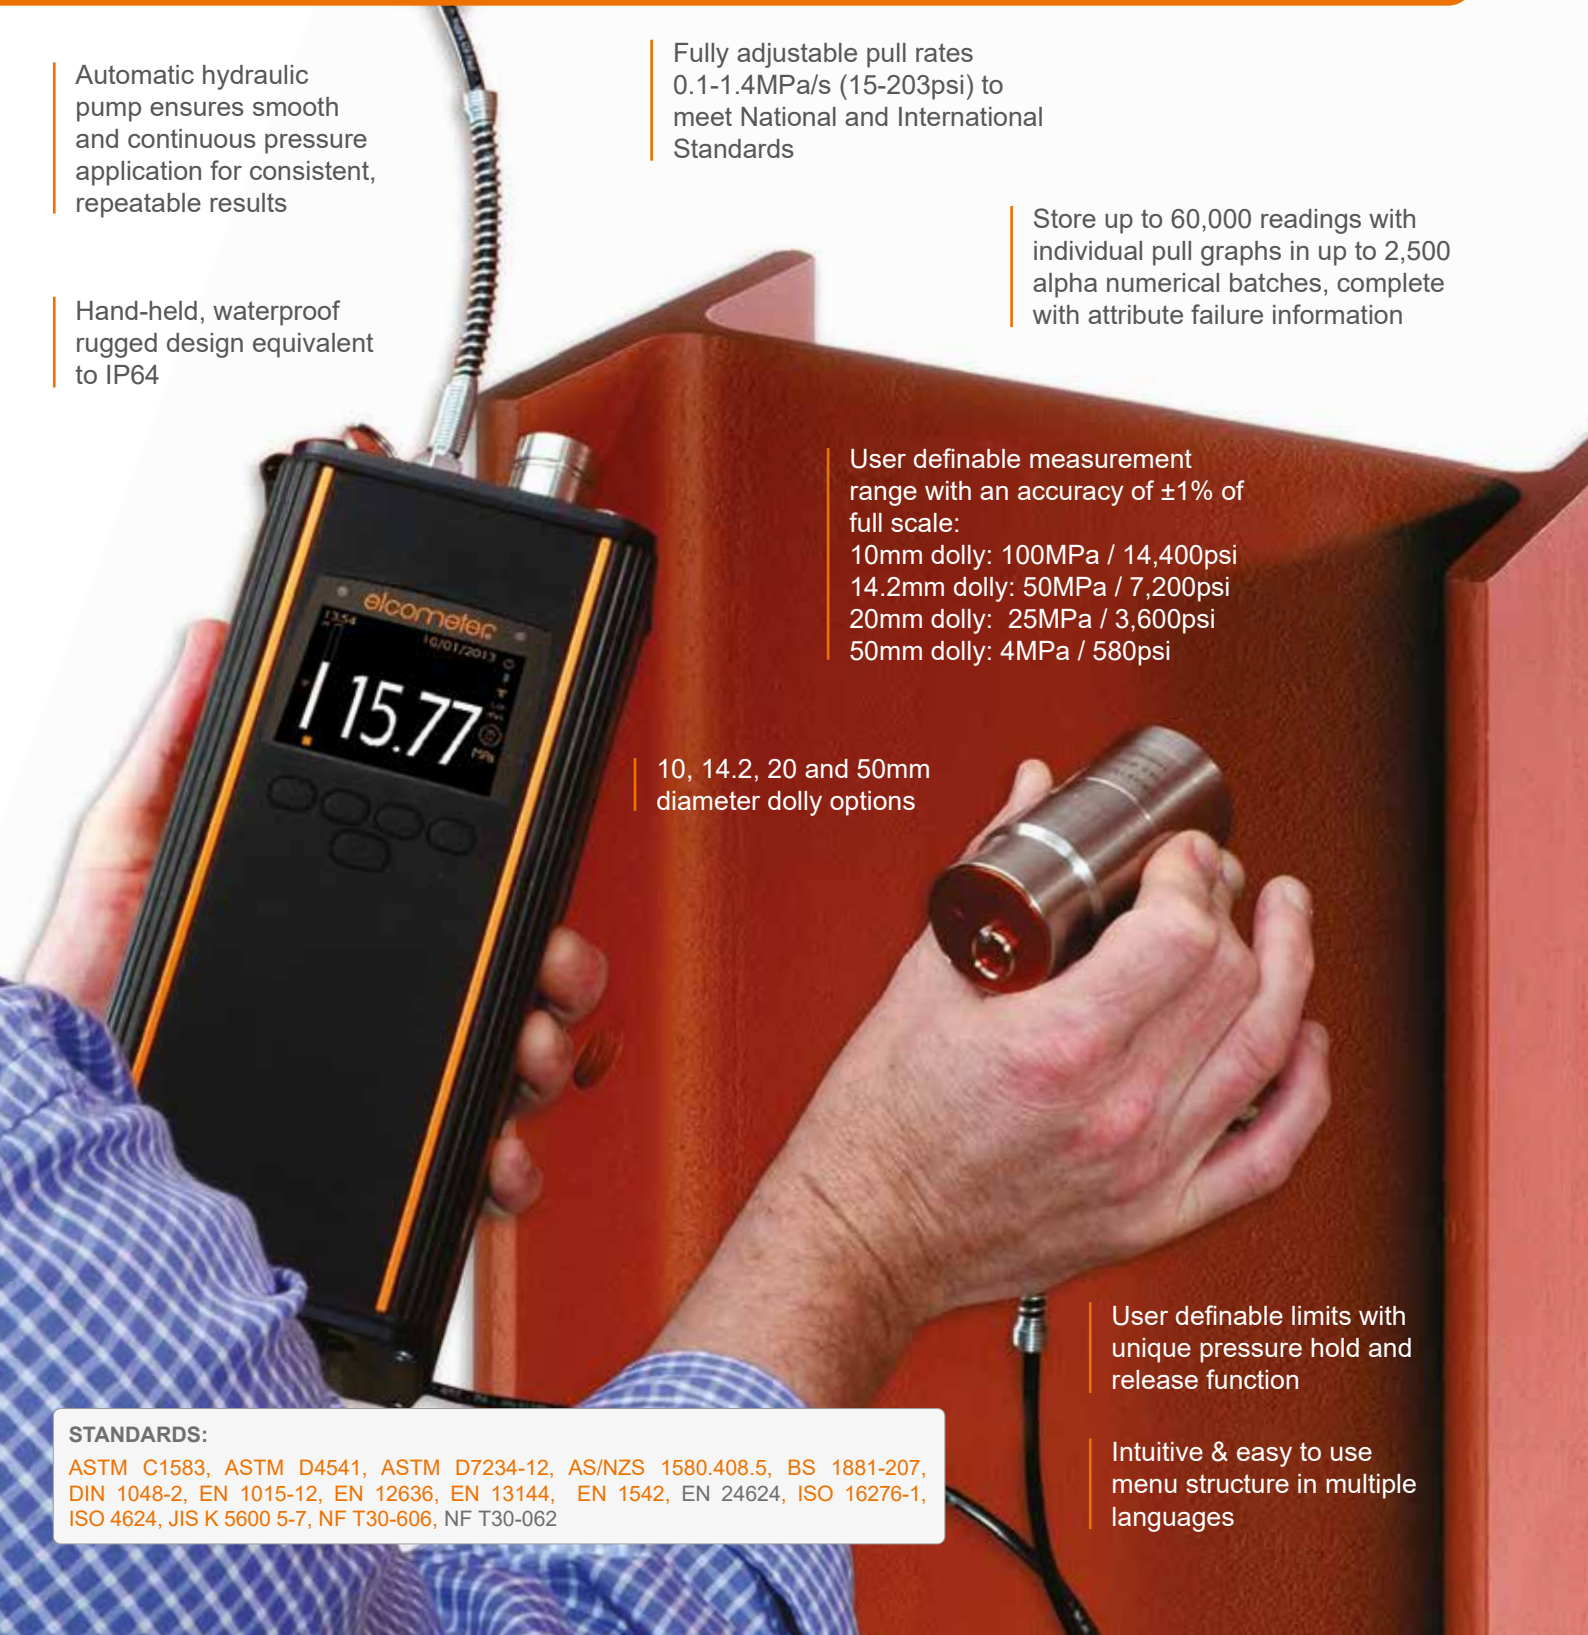 Automatic hydraulic
pump ensures smooth
and continuous pressure
application for consistent,
repeatable results
Fully adjustable pull rates
0.1-1.4MPa/s (15-203psi) to
meet National and International
Standards
Store up to 60,000 readings with
individual pull graphs in up to 2,500
alpha numerical batches, complete
with attribute failure information
Hand-held, waterproof
rugged design equivalent
to IP64
User definable measurement
range with an accuracy of ±1% of
full scale:
10mm dolly: 100MPa / 14,400psi
14.2mm dolly: 50MPa / 7,200psi
20mm dolly: 25MPa / 3,600psi
50mm dolly: 4MPa / 580psi
elcometer
13:54
16/01/2013
15.77
MPa
10, 14.2, 20 and 50mm
diameter dolly options
User definable limits with
unique pressure hold and
release function
Intuitive & easy to use
menu structure in multiple
languages
STANDARDS:
ASTM C1583, ASTM D4541, ASTM D7234-12, AS/NZS 1580.408.5, BS 1881-207,
DIN 1048-2, EN 1015-12, EN 12636, EN 13144, EN 1542, EN 24624, ISO 16276-1,
ISO 4624, JIS K 5600 5-7, NF T30-606, NF T30-062